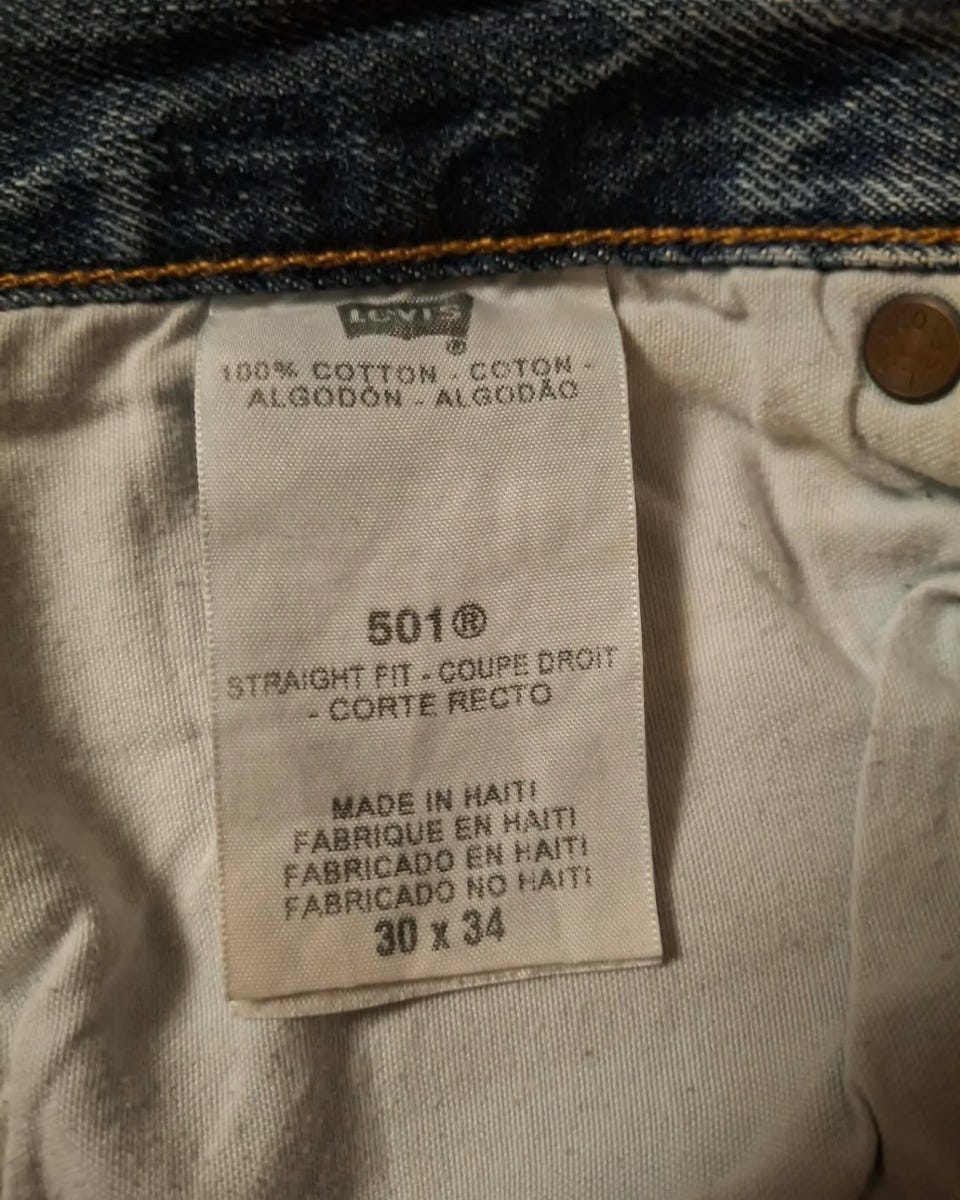 LEVI'S
®
100% COTTON - COTON -
ALGODÓN - ALGODÃO
501®
STRAIGHT FIT - COUPE DROIT
- CORTE RECTO
MADE IN HAITI
FABRIQUE EN HAITI
FABRICADO EN HAITI
FABRICADO NO HAITI
30 x 34